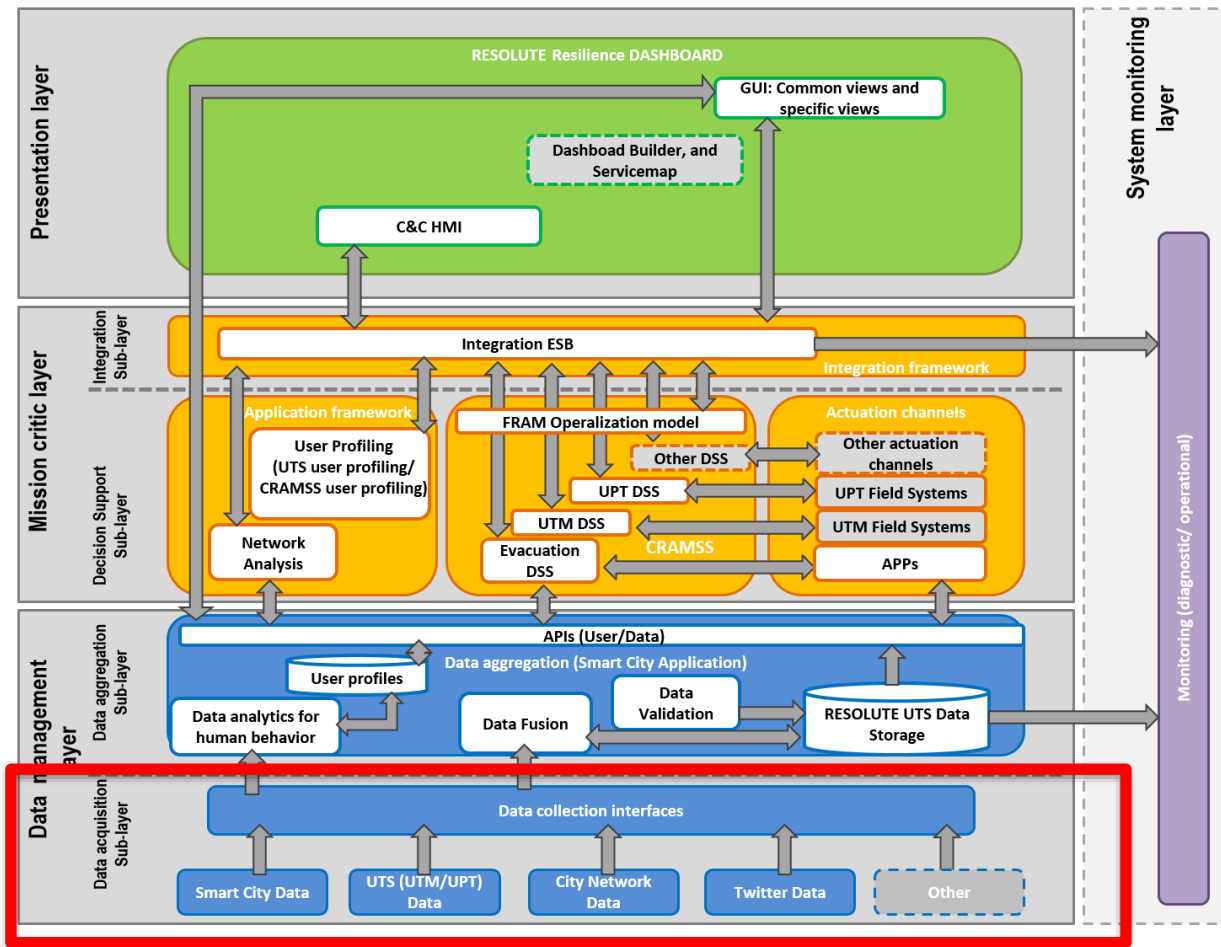 RESOLUTE Resilience DASHBOARD
Presentation layer
GUI: Common views and
specific views
Dashboad Builder, and
Servicemap
C&C HMI
System monitoring
layer
Mission critic layer
Integration
Sub-layer
Integration ESB
Integration framework
Decision Support
Sub-layer
Application framework
User Profiling
(UTS user profiling/
CRAMSS user profiling)
Network
Analysis
FRAM Operalization model
Other DSS
UPT DSS
UTM DSS
Evacuation
DSS
CRAMSS
Actuation channels
Other actuation
channels
UPT Field Systems
UTM Field Systems
APPs
Monitoring (diagnostic/ operational)
Data management
layer
Data aggregation
Sub-layer
APIs (User/Data)
Data aggregation (Smart City Application)
User profiles
Data analytics for
human behavior
Data Fusion
Data
Validation
RESOLUTE UTS Data
Storage
Data acquisition
Sub-layer
Data collection interfaces
Smart City Data
UTS (UTM/UPT)
Data
City Network
Data
Twitter Data
Other